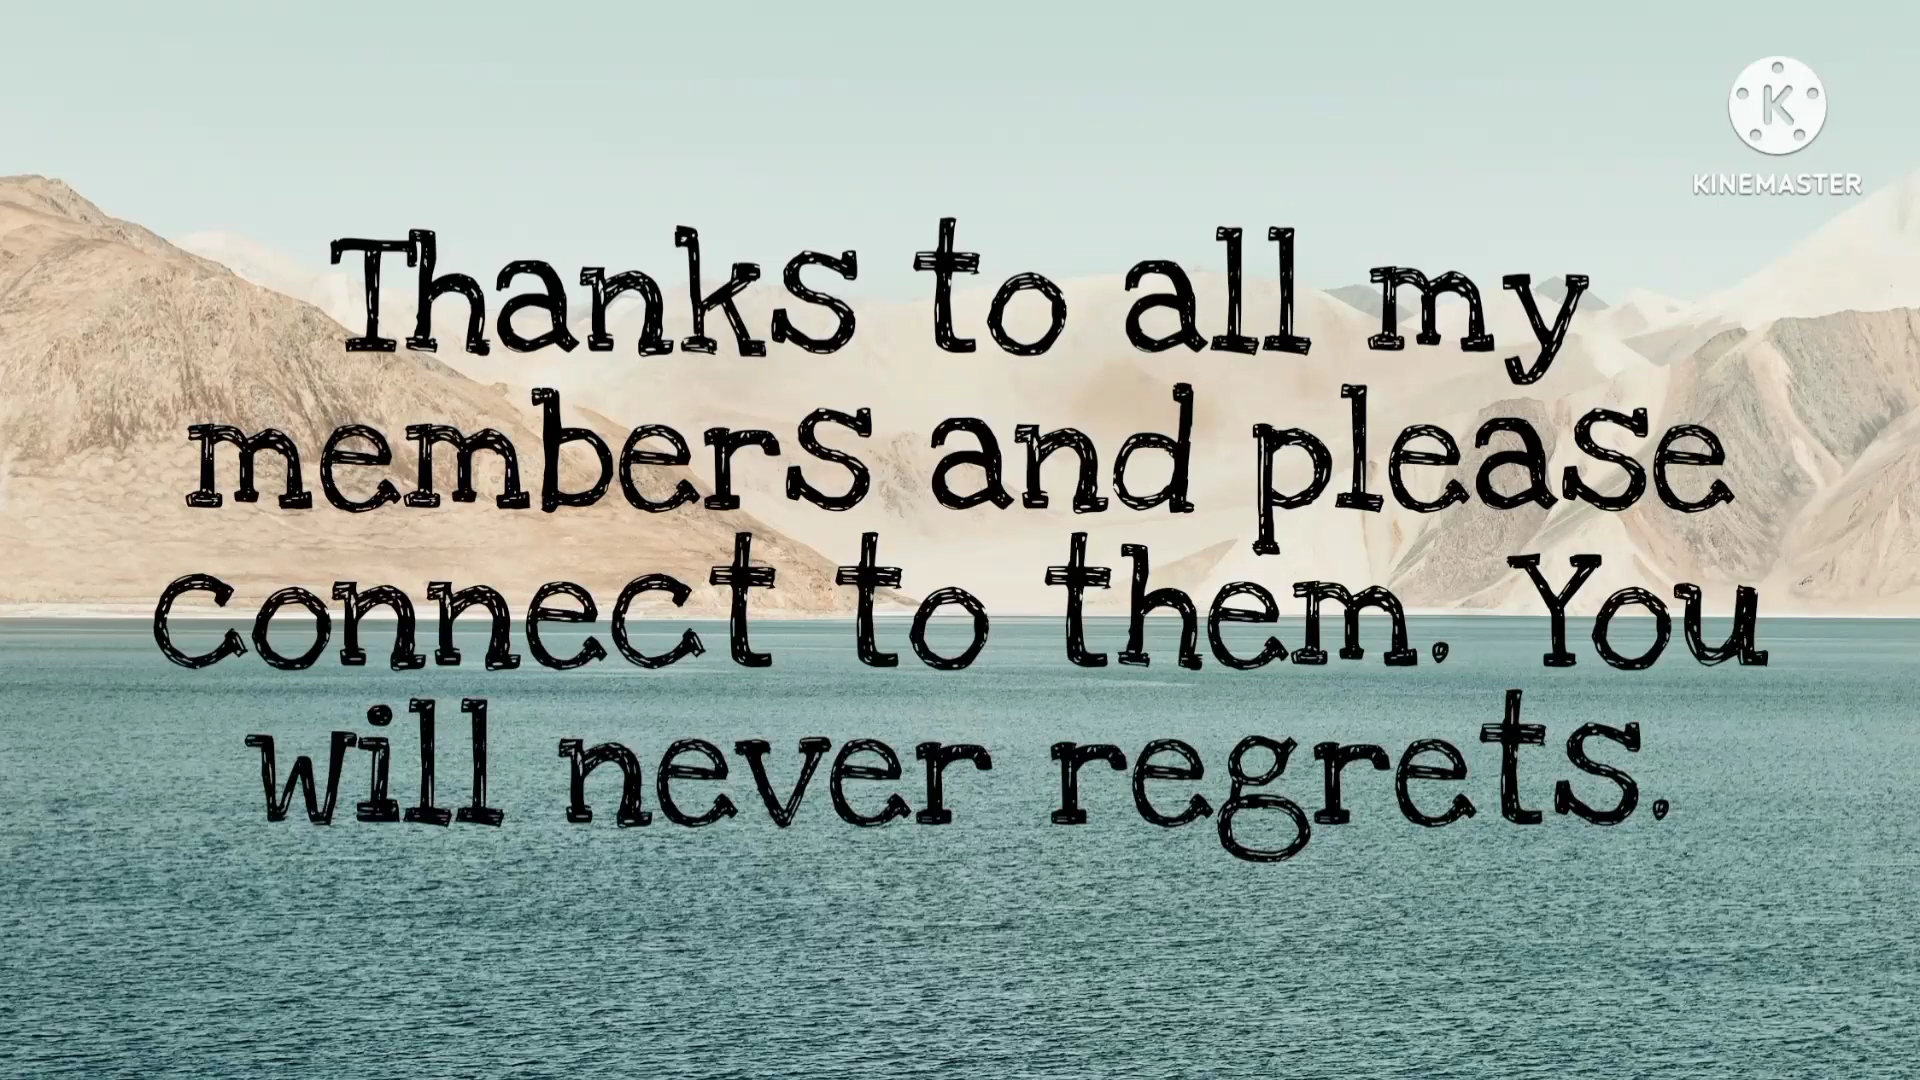 K
KINEMASTER
Thanks to all my
members and please
connect to them. You
will never regrets.